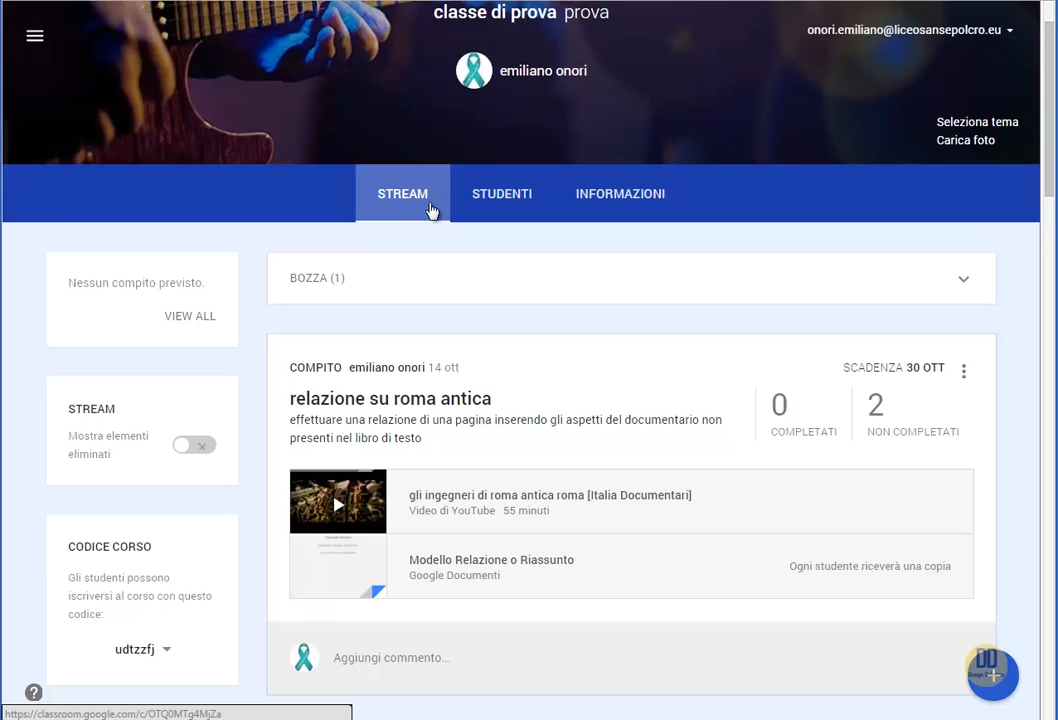 classe di prova prova
onori.emiliano@liceosansepolcro.eu
emiliano onori
Seleziona tema
Carica foto
STREAM
STUDENTI
INFORMAZIONI
Nessun compito previsto.
VIEW ALL
BOZZA (1)
COMPITO emiliano onori 14 ott
SCADENZA 30 OTT
relazione su roma antica
effettuare una relazione di una pagina inserendo gli aspetti del documentario non
presenti nel libro di testo
0
COMPLETATI
2
NON COMPLETATI
STREAM
Mostra elementi
eliminati
gli ingegneri di roma antica roma [Italia Documentari]
Video di YouTube 55 minuti
Modello Relazione o Riassunto
Google Documenti
Ogni studente riceverà una copia
CODICE CORSO
Gli studenti possono
iscriversi al corso con questo
codice:
udtzzfj
Aggiungi commento...
DD
?
https://classroom.google.com/c/OTQ0MTg4MjZa